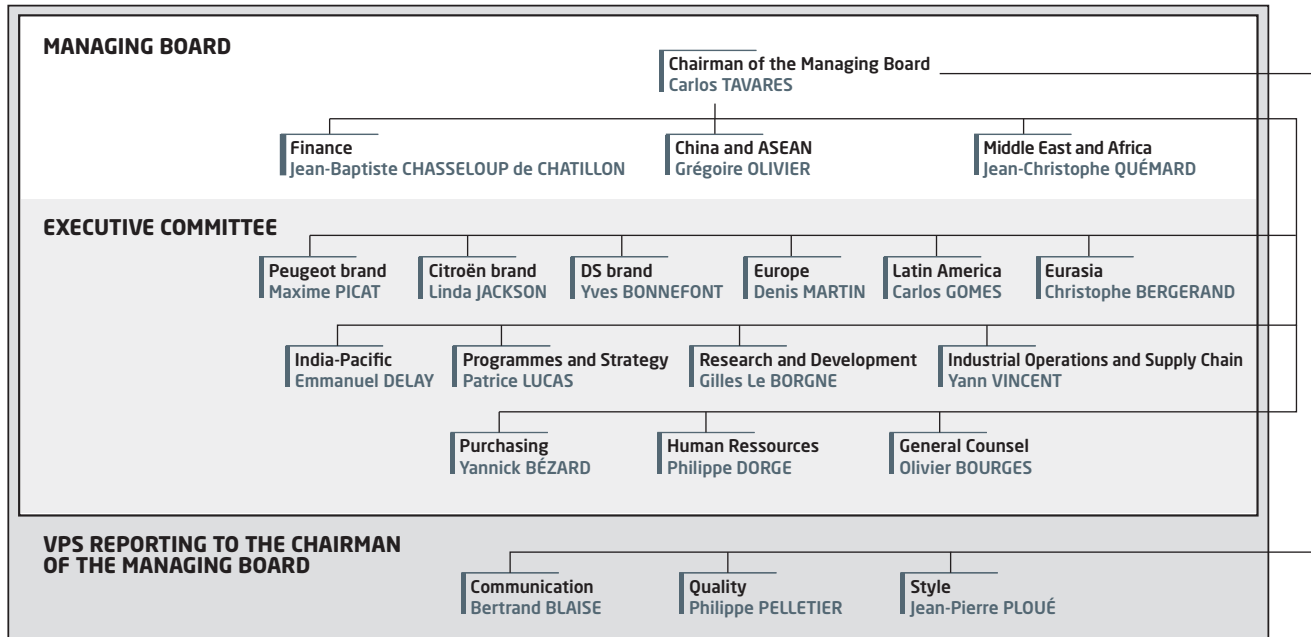 MANAGING BOARD
Chairman of the Managing Board
Carlos TAVARES
Finance
Jean-Baptiste CHASSELOUP de CHATILLON
China and ASEAN
Grégoire OLIVIER
Middle East and Africa
Jean-Christophe QUÉMARD
EXECUTIVE COMMITTEE
Peugeot brand
Maxime PICAT
Citroën brand
Linda JACKSON
DS brand
Yves BONNEFONT
Europe
Denis MARTIN
Latin America
Carlos GOMES
Eurasia
Christophe BERGERAND
India-Pacific
Emmanuel DELAY
Programmes and Strategy
Patrice LUCAS
Research and Development
Gilles Le BORGNE
Industrial Operations and Supply Chain
Yann VINCENT
Purchasing
Yannick BÉZARD
Human Ressources
Philippe DORGE
General Counsel
Olivier BOURGES
VPS REPORTING TO THE CHAIRMAN
OF THE MANAGING BOARD
Communication
Bertrand BLAISE
Quality
Philippe PELLETIER
Style
Jean-Pierre PLOUÉ